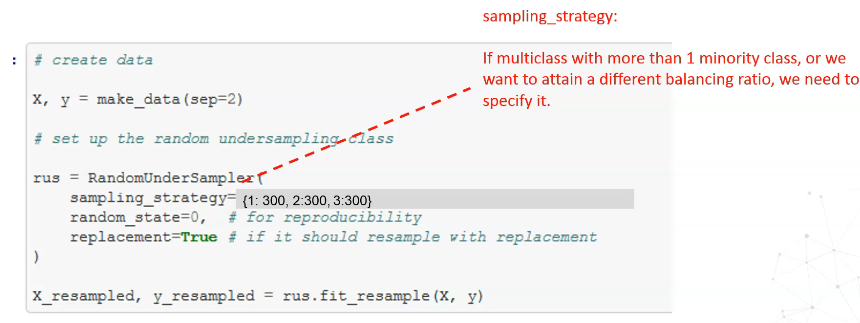 sampling_strategy:
If multiclass with more than 1 minority class, or we
want to attain a different balancing ratio, we need to
specify it.
:
# create data
X, y = make_data(sep=2)
# set up the random undersampling class
rus = RandomUnderSampler(
sampling_strategy= {1: 300, 2:300, 3:300}
random_state=0,  # for reproducibility
replacement=True # if it should resample with replacement
)
X_resampled, y_resampled = rus.fit_resample(X, y)